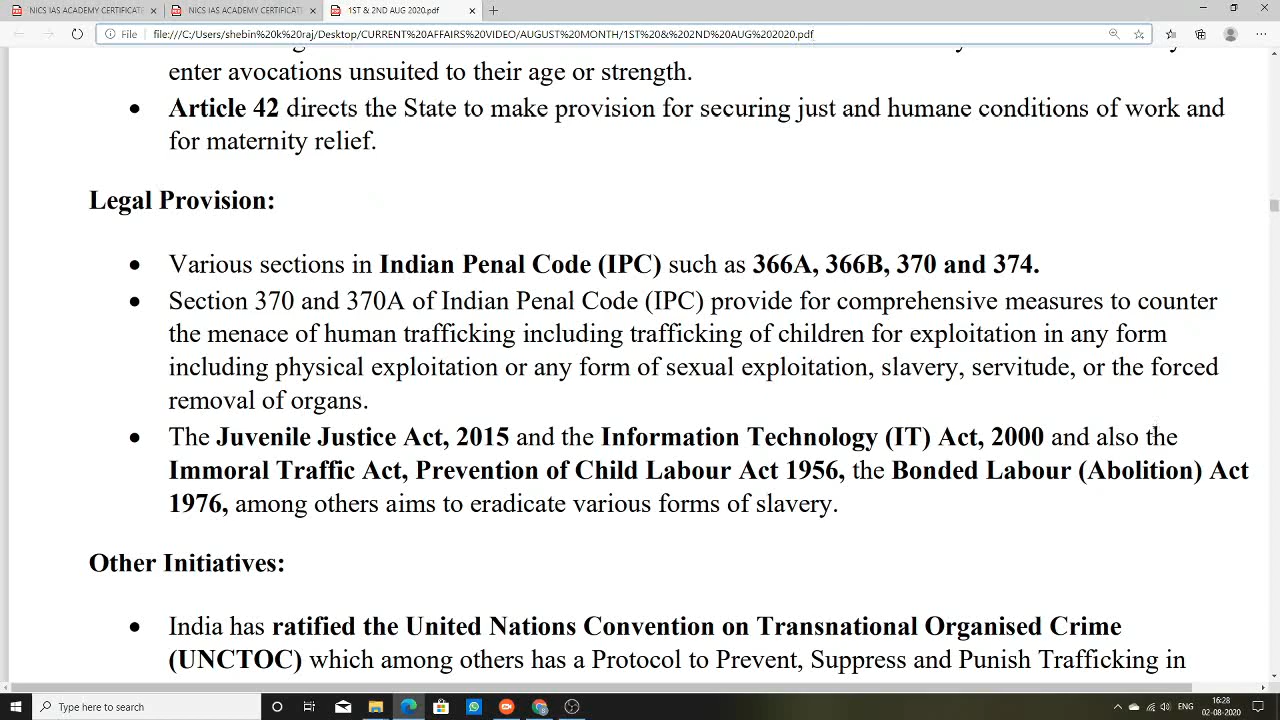 NICS IAS ACADEMY CERTIFICATE
NICS IAS ACADEMY CERTIFICATE
1ST & 2ND AUG 2020.pdf
File
file:///C:/Users/shebin%20k%20raj/Desktop/CURRENT%20AFFAIRS%20VIDEO/AUGUST%20MONTH/1ST%20&%202ND%20AUG%202020.pdf
enter avocations unsuited to their age or strength.
• Article 42 directs the State to make provision for securing just and humane conditions of work and
for maternity relief.
Legal Provision:
• Various sections in Indian Penal Code (IPC) such as 366A, 366B, 370 and 374.
• Section 370 and 370A of Indian Penal Code (IPC) provide for comprehensive measures to counter
the menace of human trafficking including trafficking of children for exploitation in any form
including physical exploitation or any form of sexual exploitation, slavery, servitude, or the forced
removal of organs.
• The Juvenile Justice Act, 2015 and the Information Technology (IT) Act, 2000 and also the
Immoral Traffic Act, Prevention of Child Labour Act 1956, the Bonded Labour (Abolition) Act
1976, among others aims to eradicate various forms of slavery.
Other Initiatives:
• India has ratified the United Nations Convention on Transnational Organised Crime
(UNCTOC) which among others has a Protocol to Prevent, Suppress and Punish Trafficking in
Type here to search
ENG
16:28
02-08-2020